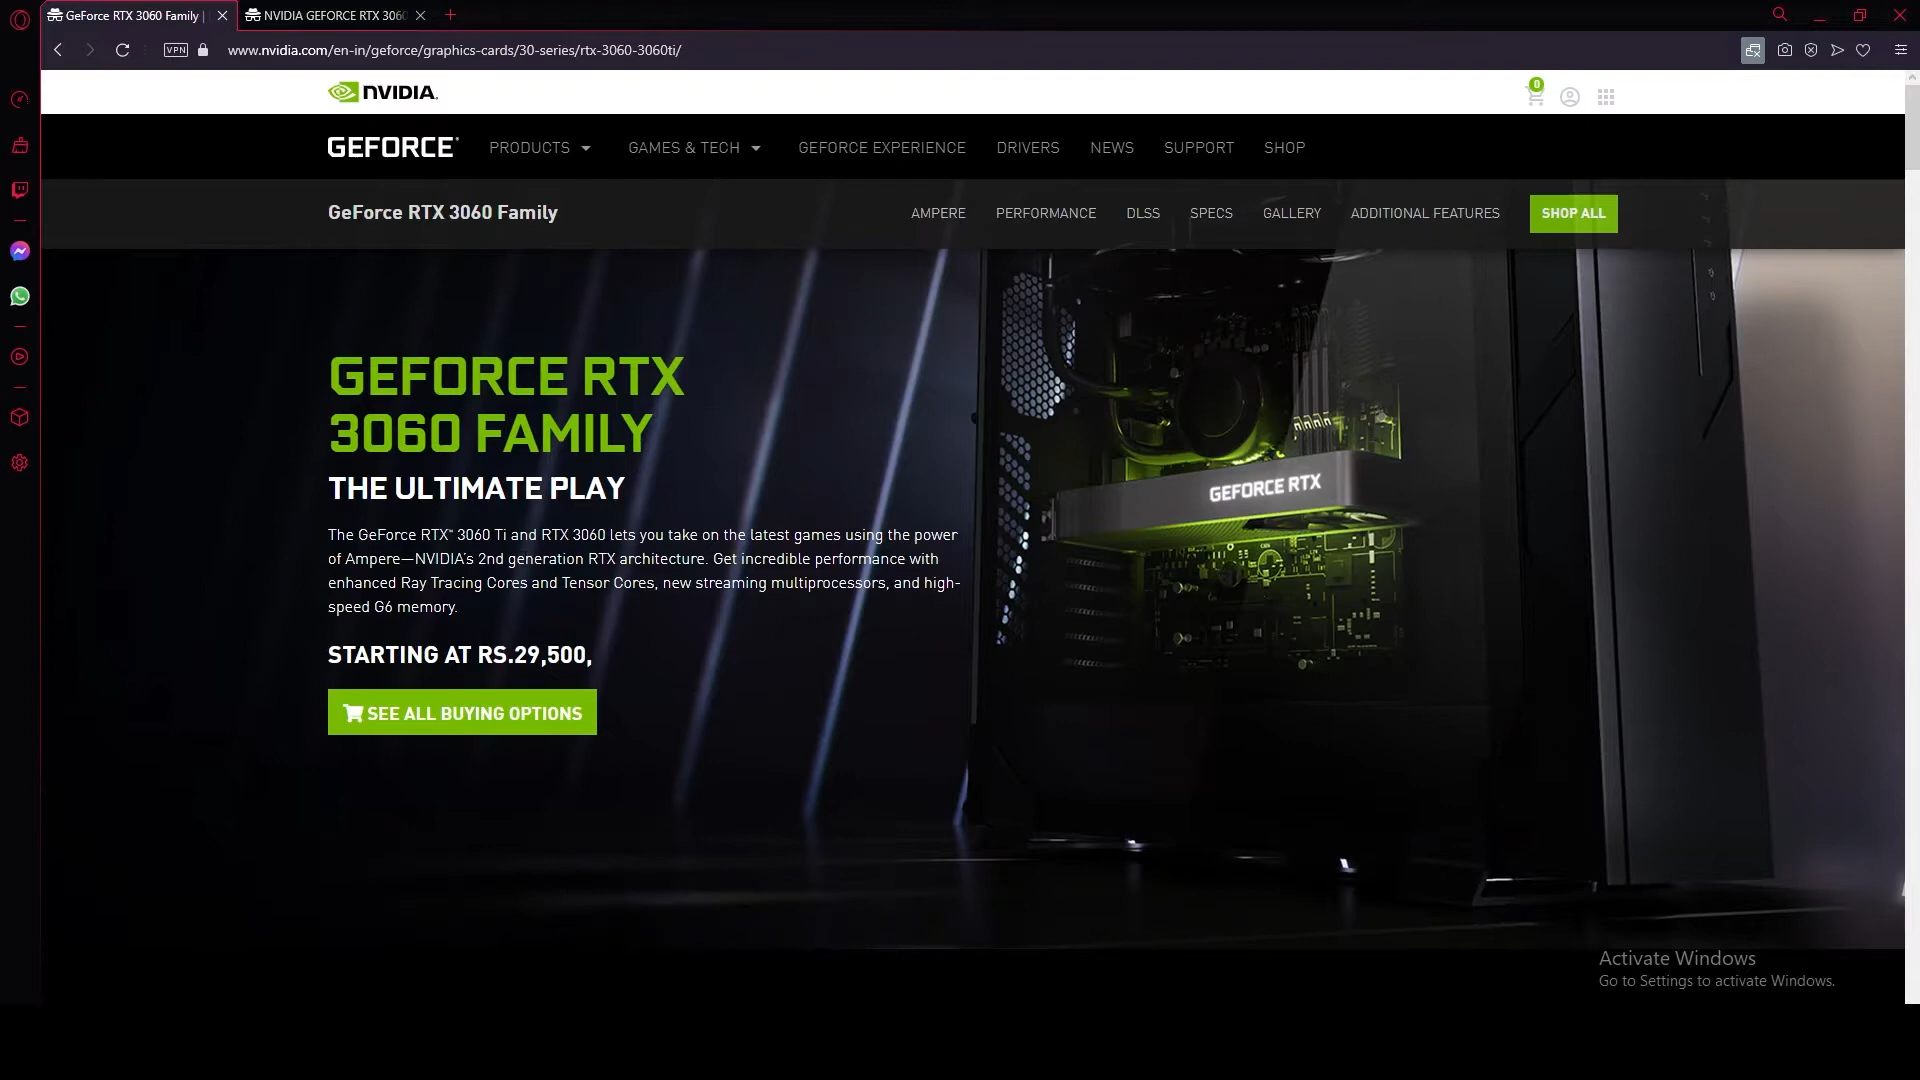 GeForce RTX 3060 Family |
NVIDIA GEFORCE RTX 3060
VPN
www.nvidia.com/en-in/geforce/graphics-cards/30-series/rtx-3060-3060ti/
NVIDIA.
0
GEFORCE
PRODUCTS
GAMES & TECH
GEFORCE EXPERIENCE
DRIVERS
NEWS
SUPPORT
SHOP
GeForce RTX 3060 Family
AMPERE
PERFORMANCE
DLSS
SPECS
GALLERY
ADDITIONAL FEATURES
SHOP ALL
GEFORCE RTX
3060 FAMILY
THE ULTIMATE PLAY
The GeForce RTX™ 3060 Ti and RTX 3060 lets you take on the latest games using the power
of Ampere—NVIDIA's 2nd generation RTX architecture. Get incredible performance with
enhanced Ray Tracing Cores and Tensor Cores, new streaming multiprocessors, and high-
speed G6 memory.
STARTING AT RS.29,500,
SEE ALL BUYING OPTIONS
GEFORCE RTX
Activate Windows
Go to Settings to activate Windows.